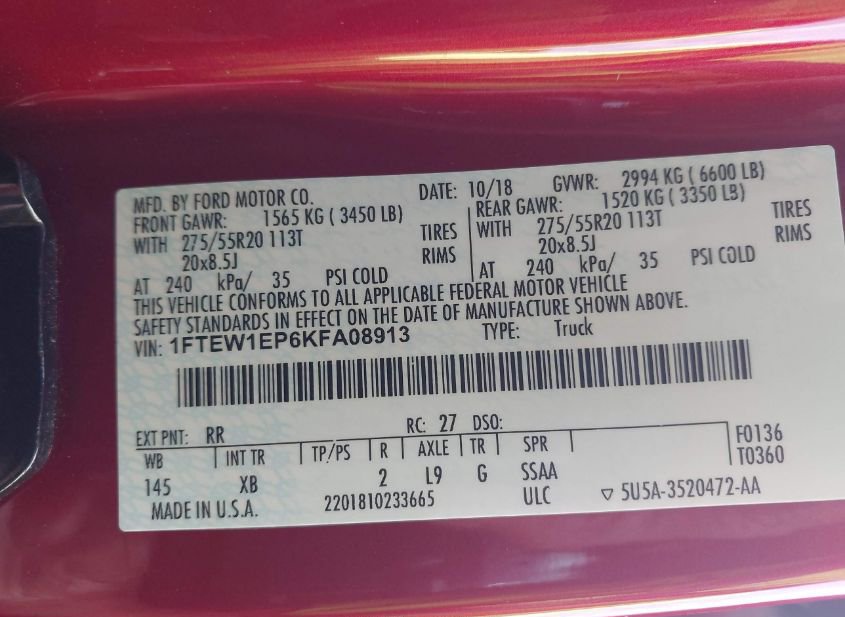 MFD. BY FORD MOTOR CO. DATE: 10/18 GVWR: 2994 KG ( 6600 LB)
FRONT GAWR: 1565 KG ( 3450 LB) REAR GAWR: 1520 KG ( 3350 LB)
WITH 275/55R20 113T TIRES WITH 275/55R20 113T TIRES
20x8.5J RIMS 20x8.5J RIMS
AT 240 kPa/ 35 PSI COLD AT 240 kPa/ 35 PSI COLD
THIS VEHICLE CONFORMS TO ALL APPLICABLE FEDERAL MOTOR VEHICLE
SAFETY STANDARDS IN EFFECT ON THE DATE OF MANUFACTURE SHOWN ABOVE.
VIN: 1FTEW1EP6KFA08913 TYPE: Truck
EXT PNT: RR RC: 27 DSO:
WB INT TR TP/PS R AXLE TR SPR F0136
T0360
145 XB 2 L9 G SSAA
MADE IN U.S.A. 2201810233665 ULC ▽ 5U5A-3520472-AA